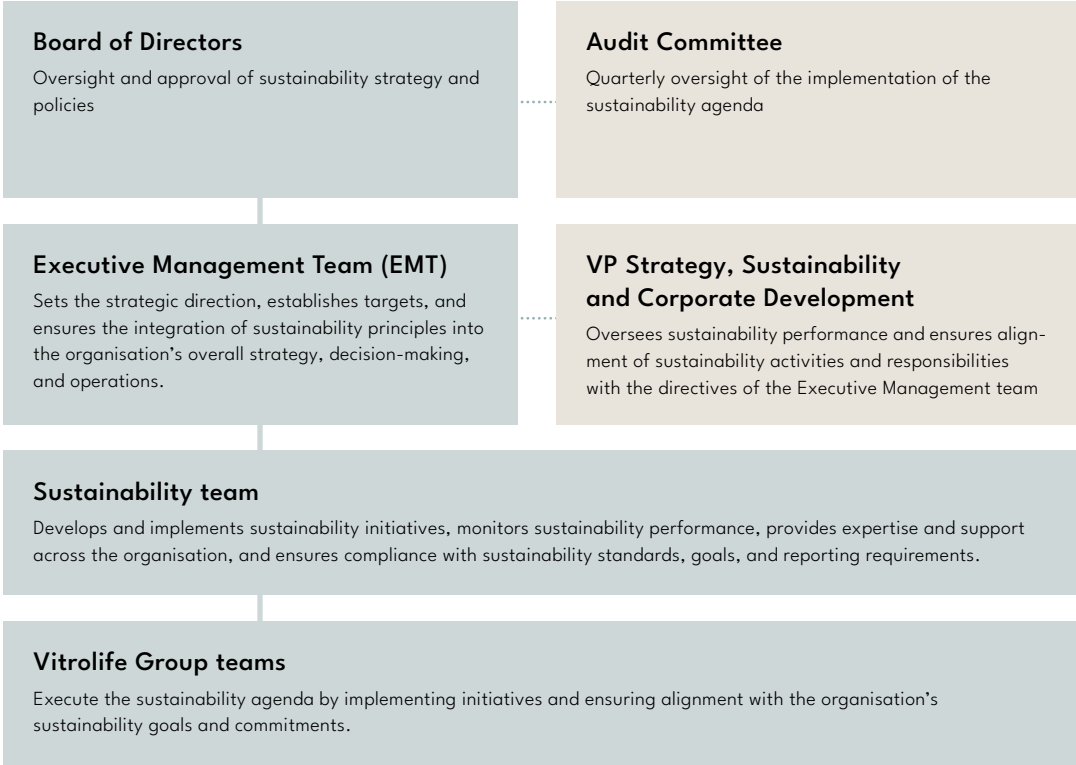 Board of Directors
Oversight and approval of sustainability strategy and
policies
Audit Committee
Quarterly oversight of the implementation of the
sustainability agenda
Executive Management Team (EMT)
Sets the strategic direction, establishes targets, and
ensures the integration of sustainability principles into
the organisation’s overall strategy, decision-making,
and operations.
VP Strategy, Sustainability
and Corporate Development
Oversees sustainability performance and ensures align-
ment of sustainability activities and responsibilities
with the directives of the Executive Management team
Sustainability team
Develops and implements sustainability initiatives, monitors sustainability performance, provides expertise and support
across the organisation, and ensures compliance with sustainability standards, goals, and reporting requirements.
Vitrolife Group teams
Execute the sustainability agenda by implementing initiatives and ensuring alignment with the organisation’s
sustainability goals and commitments.